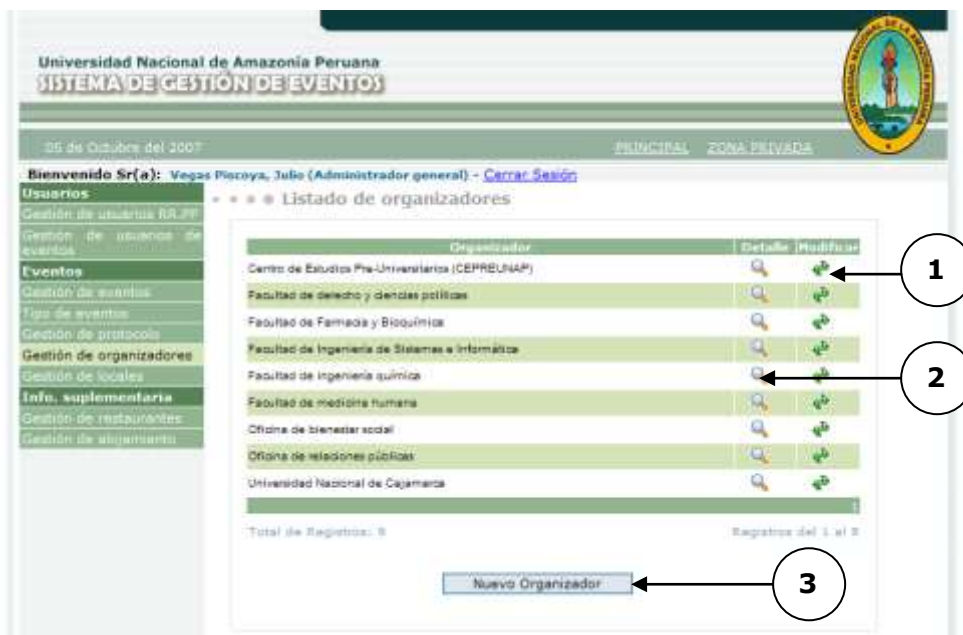 Universidad Nacional de Amazonia Peruana
SISTEMA DE GESTIÓN DE EVENTOS
05 de Octubre del 2007
PRINCIPAL ZONA PRIVADA
Bienvenido Sr(a): Vegas Piscoya, Julio (Administrador general) - Cerrar Sesión
Usuarios
Gestión de usuarios RR.PP
Gestión de usuarios de eventos
Eventos
Gestión de eventos
Tipo de eventos
Gestión de protocolo
Gestión de organizadores
Gestión de locales
Info. suplementaria
Gestión de restaurantes
Gestión de alojamiento
Listado de organizadores
Organizador Detalle Modificar
Centro de Estudios Pre-Universitarios (CEPREUNAP)
Facultad de derecho y ciencias políticas
Facultad de Farmacia y Bioquímica
Facultad de Ingeniería de Sistemas e Informática
Facultad de ingeniería química
Facultad de medicina humana
Oficina de bienestar social
Oficina de relaciones públicas
Universidad Nacional de Cajamarca
1
Total de Registros: 9
Registros del 1 al 9
Nuevo Organizador
1
2
3